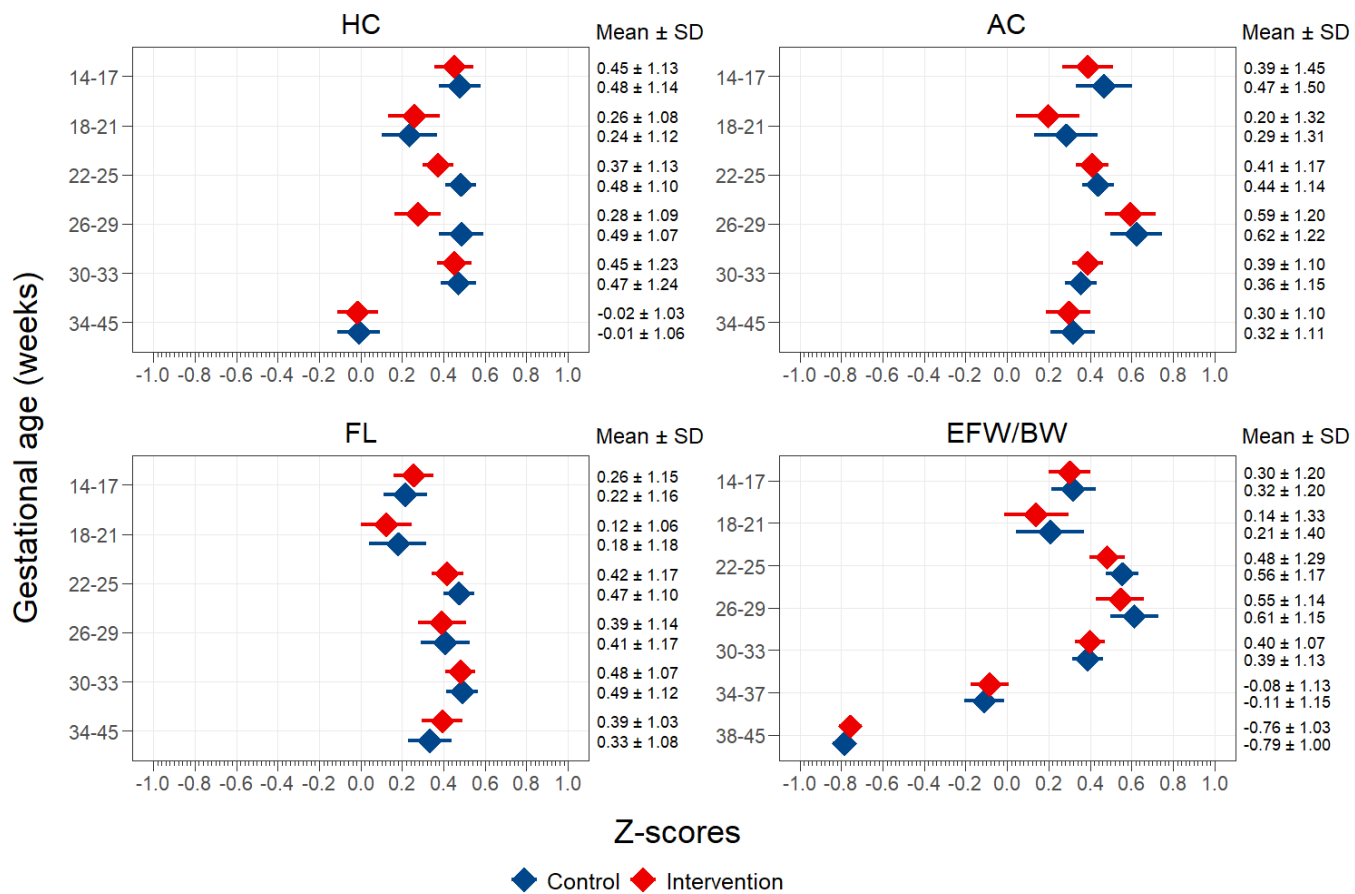 HC
Mean ± SD
14-17
0.45 ± 1.13
0.48 ± 1.14
18-21
0.26 ± 1.08
0.24 ± 1.12
22-25
0.37 ± 1.13
0.48 ± 1.10
26-29
0.28 ± 1.09
0.49 ± 1.07
30-33
0.45 ± 1.23
0.47 ± 1.24
34-45
-0.02 ± 1.03
-0.01 ± 1.06
-1.0 -0.8 -0.6 -0.4 -0.2 0.0 0.2 0.4 0.6 0.8 1.0
AC
Mean ± SD
14-17
0.39 ± 1.45
0.47 ± 1.50
18-21
0.20 ± 1.32
0.29 ± 1.31
22-25
0.41 ± 1.17
0.44 ± 1.14
26-29
0.59 ± 1.20
0.62 ± 1.22
30-33
0.39 ± 1.10
0.36 ± 1.15
34-45
0.30 ± 1.10
0.32 ± 1.11
-1.0 -0.8 -0.6 -0.4 -0.2 0.0 0.2 0.4 0.6 0.8 1.0
Gestational age (weeks)
FL
Mean ± SD
14-17
0.26 ± 1.15
0.22 ± 1.16
18-21
0.12 ± 1.06
0.18 ± 1.18
22-25
0.42 ± 1.17
0.47 ± 1.10
26-29
0.39 ± 1.14
0.41 ± 1.17
30-33
0.48 ± 1.07
0.49 ± 1.12
34-45
0.39 ± 1.03
0.33 ± 1.08
-1.0 -0.8 -0.6 -0.4 -0.2 0.0 0.2 0.4 0.6 0.8 1.0
EFW/BW
Mean ± SD
14-17
0.30 ± 1.20
0.32 ± 1.20
18-21
0.14 ± 1.33
0.21 ± 1.40
22-25
0.48 ± 1.29
0.56 ± 1.17
26-29
0.55 ± 1.14
0.61 ± 1.15
30-33
0.40 ± 1.07
0.39 ± 1.13
34-37
-0.08 ± 1.13
-0.11 ± 1.15
38-45
-0.76 ± 1.03
-0.79 ± 1.00
-1.0 -0.8 -0.6 -0.4 -0.2 0.0 0.2 0.4 0.6 0.8 1.0
Z-scores
Control Intervention